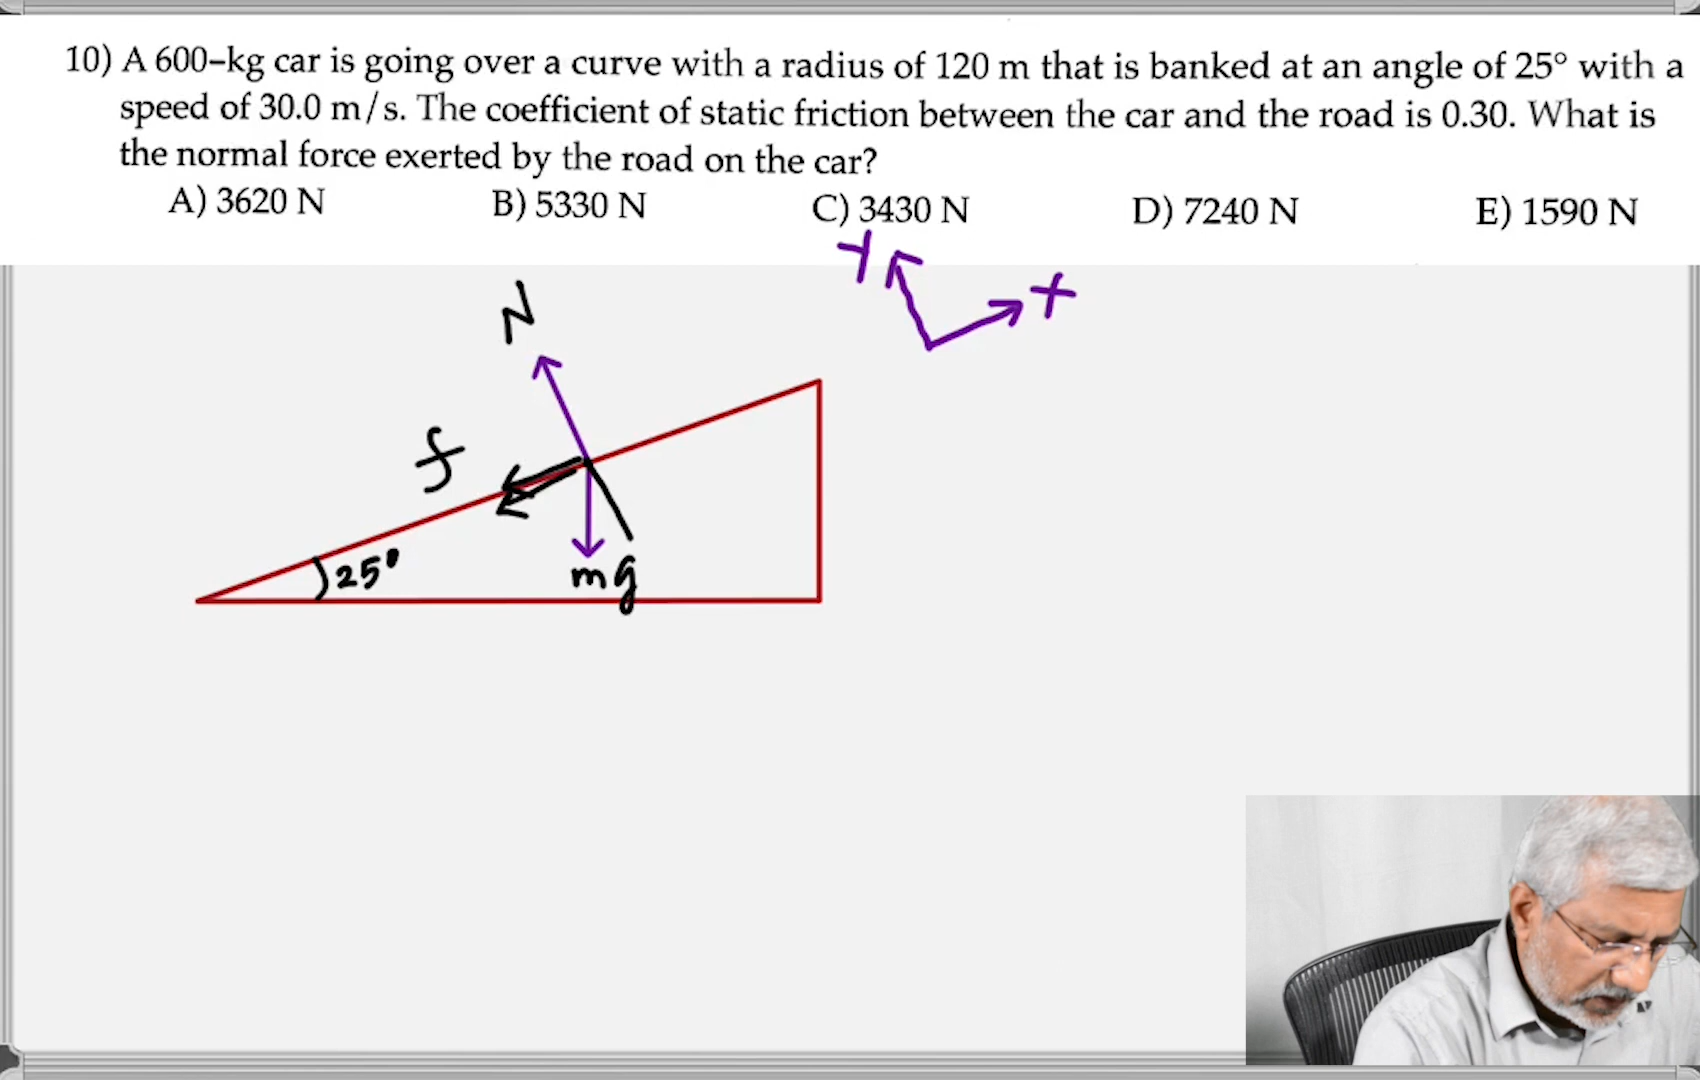 10) A 600-kg car is going over a curve with a radius of 120 m that is banked at an angle of 25° with a
speed of 30.0 m/s. The coefficient of static friction between the car and the road is 0.30. What is
the normal force exerted by the road on the car?
A) 3620 N B) 5330 N C) 3430 N D) 7240 N E) 1590 N
Y
X
N
f
25°
mg